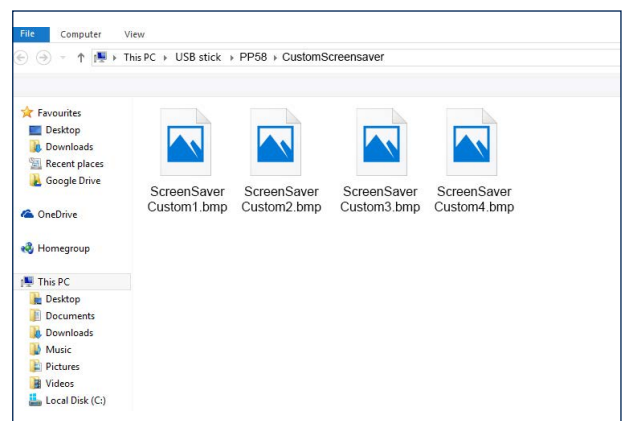 File Computer View
This PC USB stick PP58 CustomScreensaver
Favourites
Desktop
Downloads
Recent places
Google Drive
OneDrive
Homegroup
This PC
Desktop
Documents
Downloads
Music
Pictures
Videos
Local Disk (C:)
ScreenSaver ScreenSaver ScreenSaver ScreenSaver
Custom1.bmp Custom2.bmp Custom3.bmp Custom4.bmp